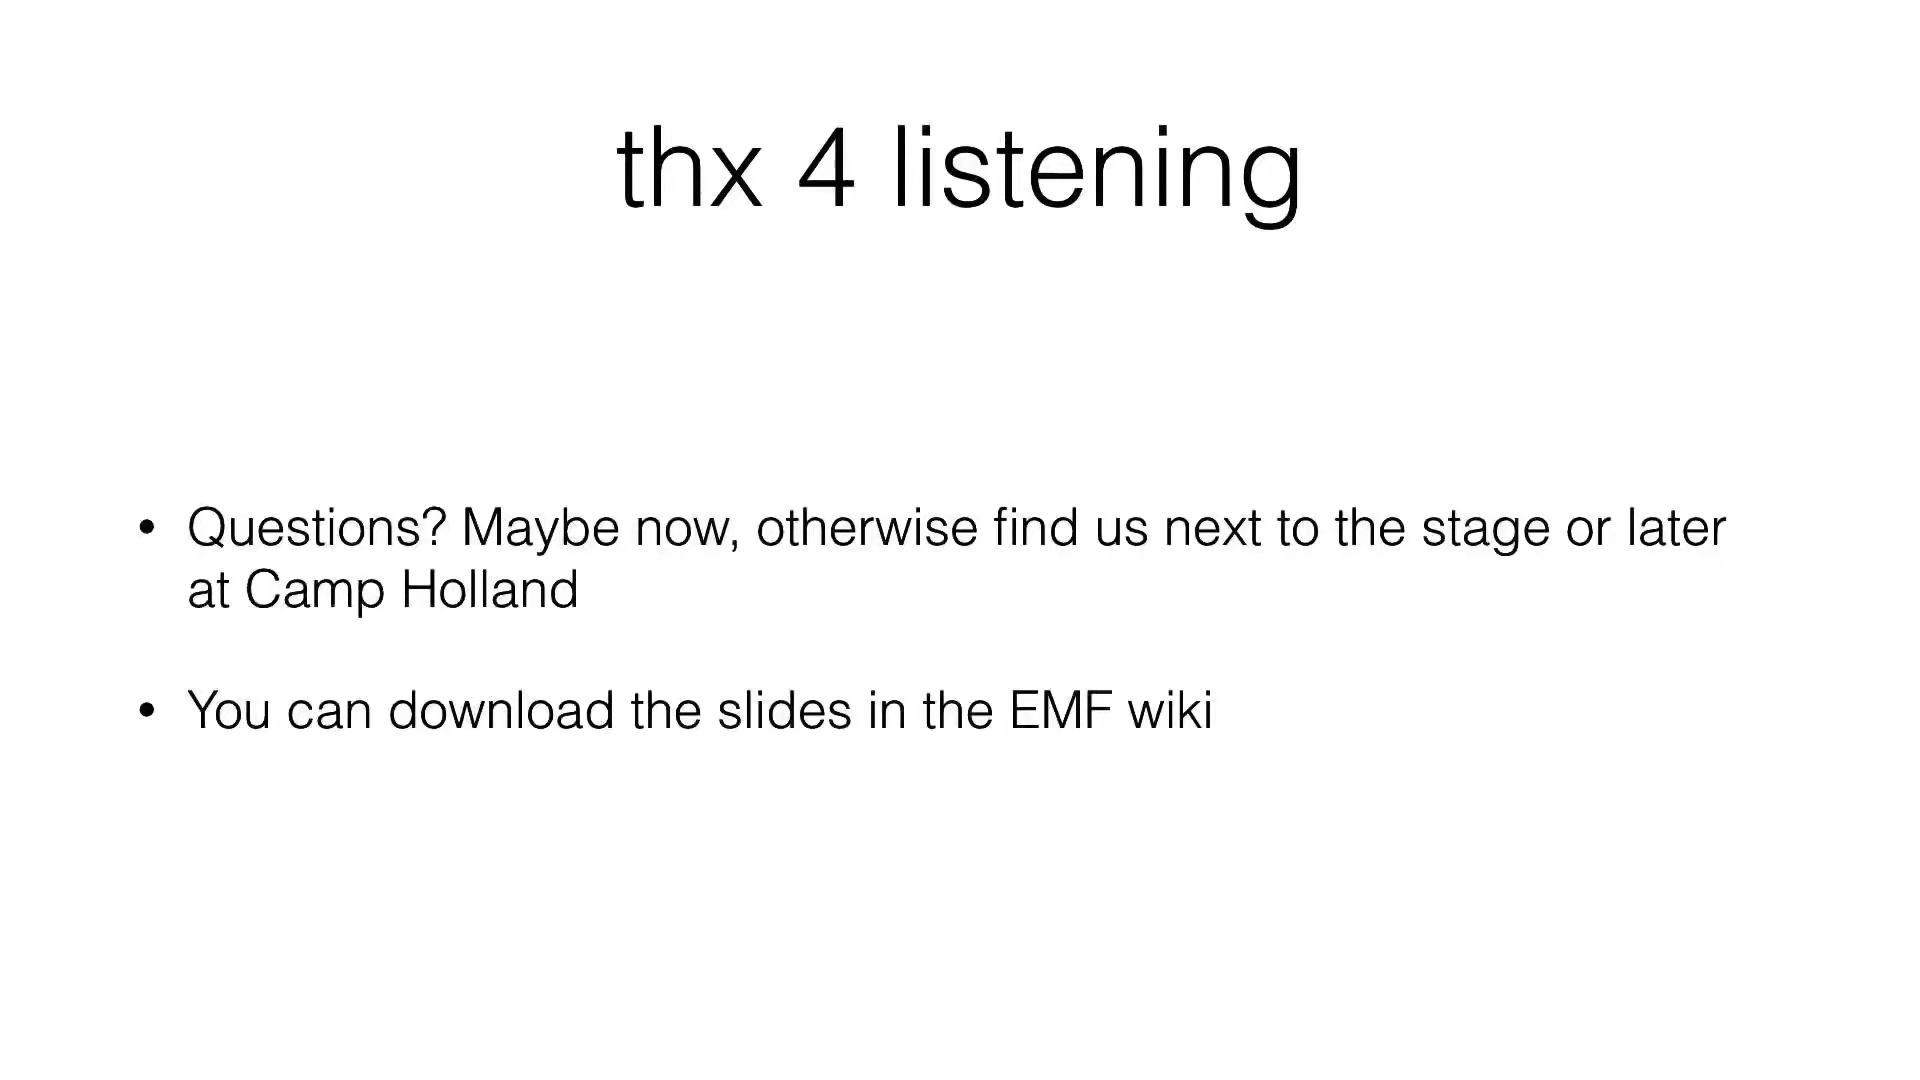 thx 4 listening
• Questions? Maybe now, otherwise find us next to the stage or later
at Camp Holland
• You can download the slides in the EMF wiki